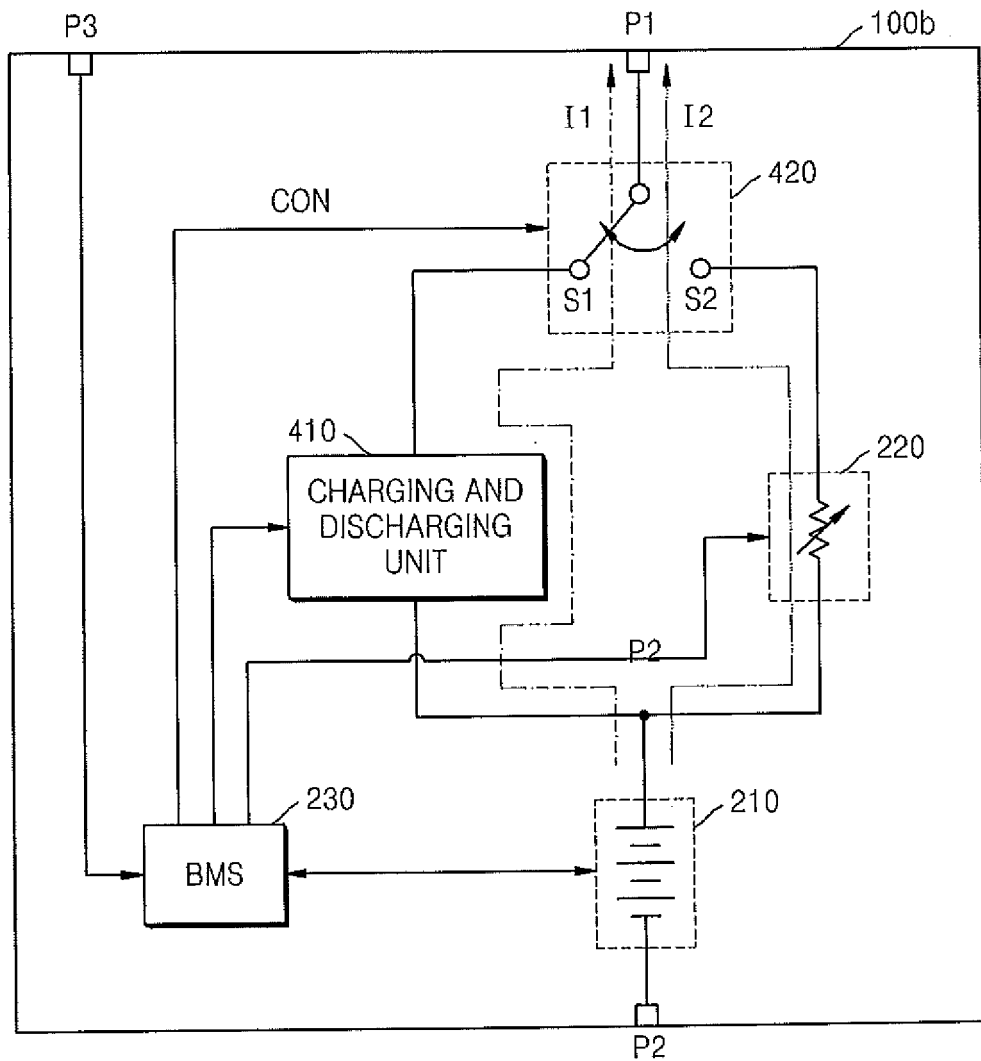 P3
P1
100b
I1
I2
420
CON
S1
S2
410
220
CHARGING AND
DISCHARGING
UNIT
P2
230
210
BMS
P2